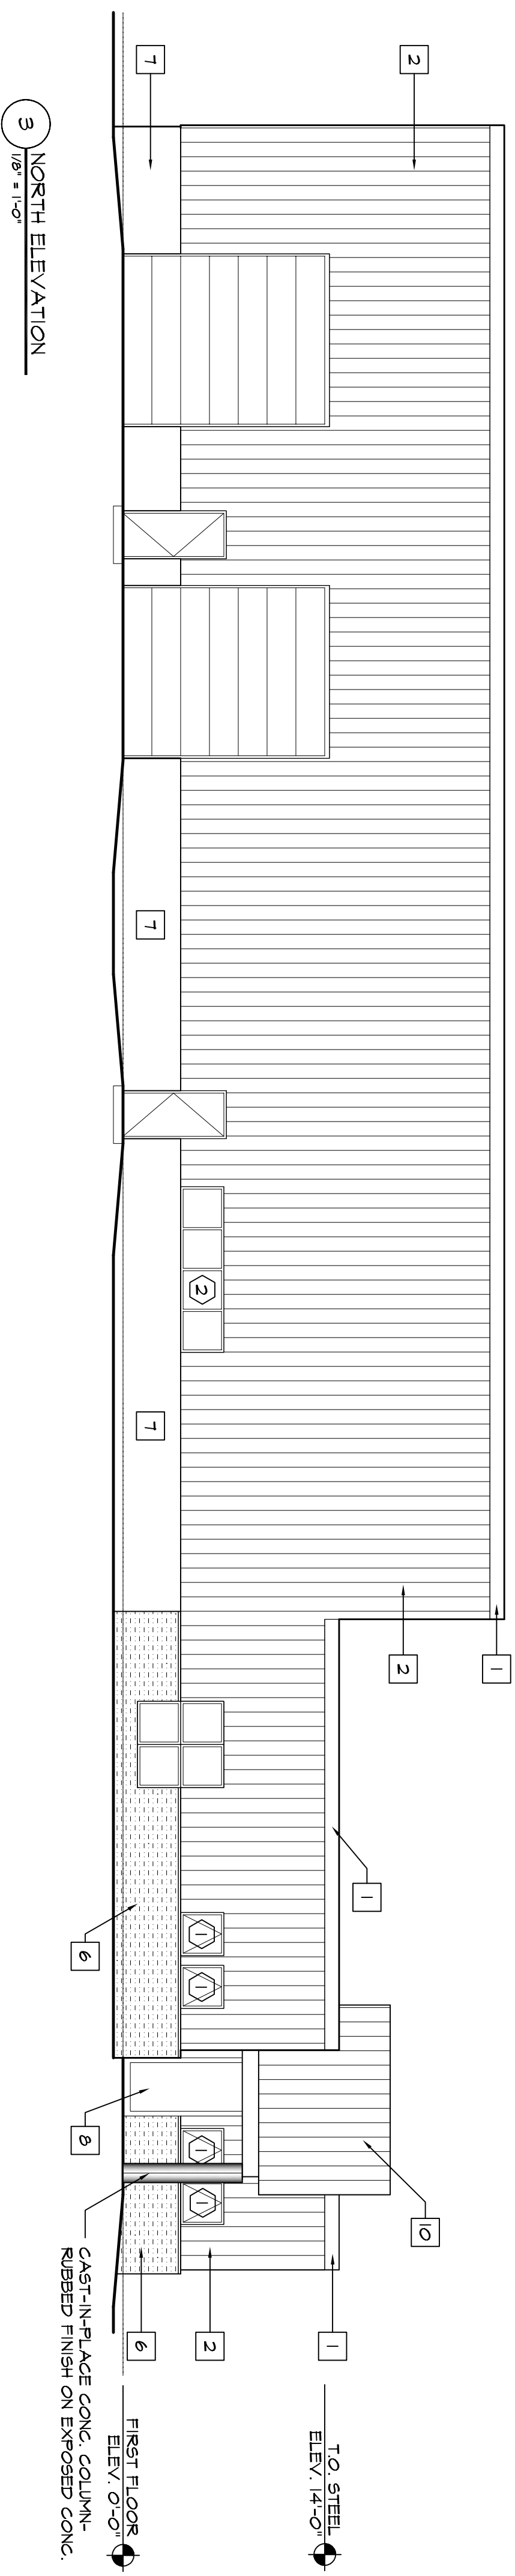 7
2
7
7
2
2
1
1
6
1
1
1
1
8
10
6
2
1
CAST-IN-PLACE CONC. COLUMN-
RUBBED FINISH ON EXPOSED CONC.
T.O. STEEL
ELEV. 14'-0"
FIRST FLOOR
ELEV. 0'-0"
3
NORTH ELEVATION
1/8" = 1'-0"